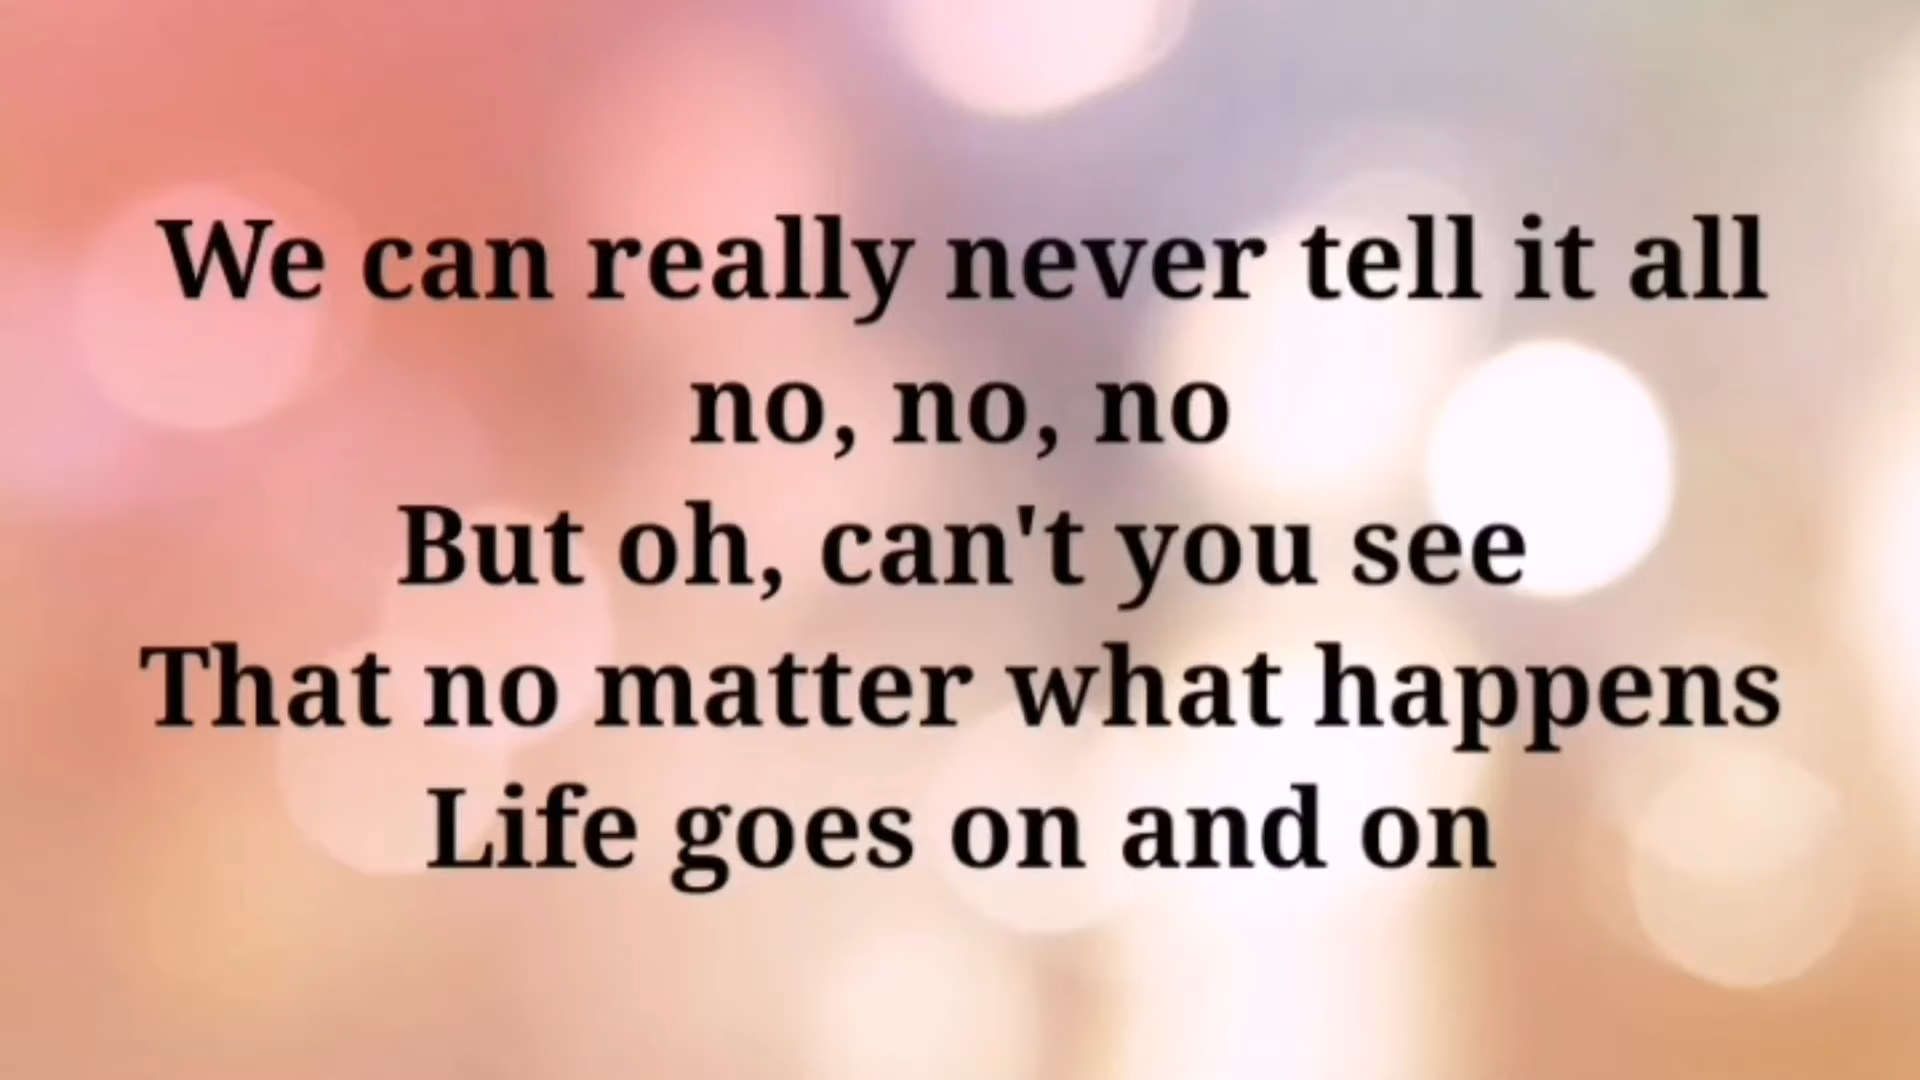 We can really never tell it all
no, no, no
But oh, can't you see
That no matter what happens
Life goes on and on